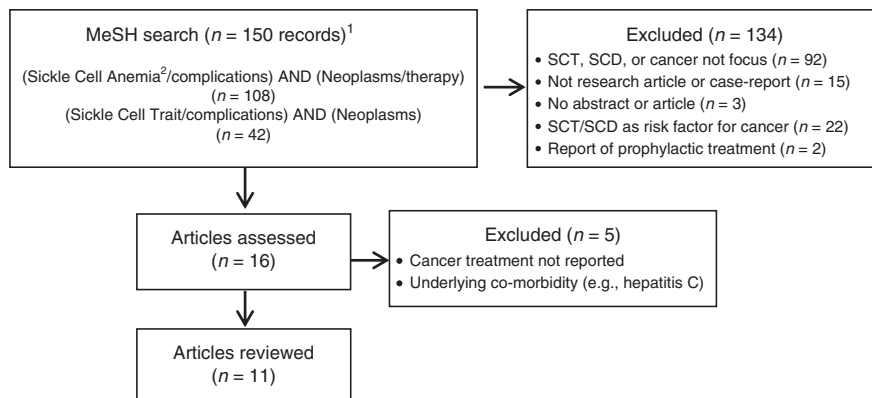 MeSH search (n = 150 records)¹
(Sickle Cell Anemia²/complications) AND (Neoplasms/therapy)
(n = 108)
(Sickle Cell Trait/complications) AND (Neoplasms)
(n = 42)
Excluded (n = 134)
• SCT, SCD, or cancer not focus (n = 92)
• Not research article or case-report (n = 15)
• No abstract or article (n = 3)
• SCT/SCD as risk factor for cancer (n = 22)
• Report of prophylactic treatment (n = 2)
Articles assessed
(n = 16)
Excluded (n = 5)
• Cancer treatment not reported
• Underlying co-morbidity (e.g., hepatitis C)
Articles reviewed
(n = 11)